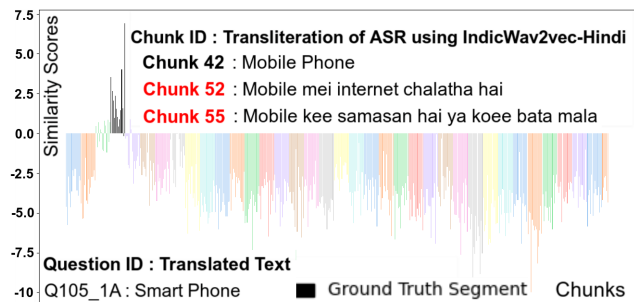 7.5
Chunk ID : Transliteration of ASR using IndicWav2vec-Hindi
Chunk 42 : Mobile Phone
5.0
Chunk 52 : Mobile mei internet chalatha hai
2.5
Chunk 55 : Mobile kee samasan hai ya koee bata mala
0.0
Similarity Scores
-2.5
-5.0
-7.5
Question ID : Translated Text
-10
Q105_1A : Smart Phone
Ground Truth Segment
Chunks